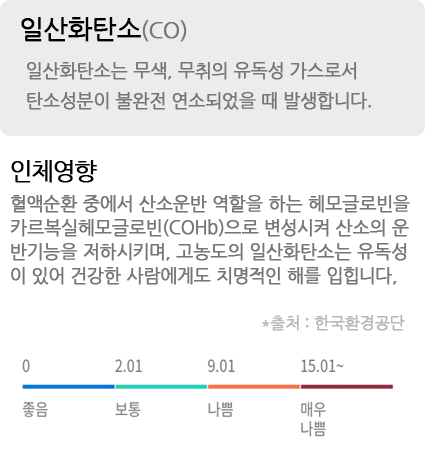 일산화탄소(CO)
일산화탄소는 무색, 무취의 유독성 가스로서
탄소성분이 불완전 연소되었을 때 발생합니다.
인체영향
혈액순환 중에서 산소운반 역할을 하는 헤모글로빈을
카르복실헤모글로빈(COHb)으로 변성시켜 산소의 운
반기능을 저하시키며, 고농도의 일산화탄소는 유독성
이 있어 건강한 사람에게도 치명적인 해를 입힙니다,
*출처 : 한국환경공단
0 2.01 9.01 15.01~
좋음 보통 나쁨 매우
나쁨